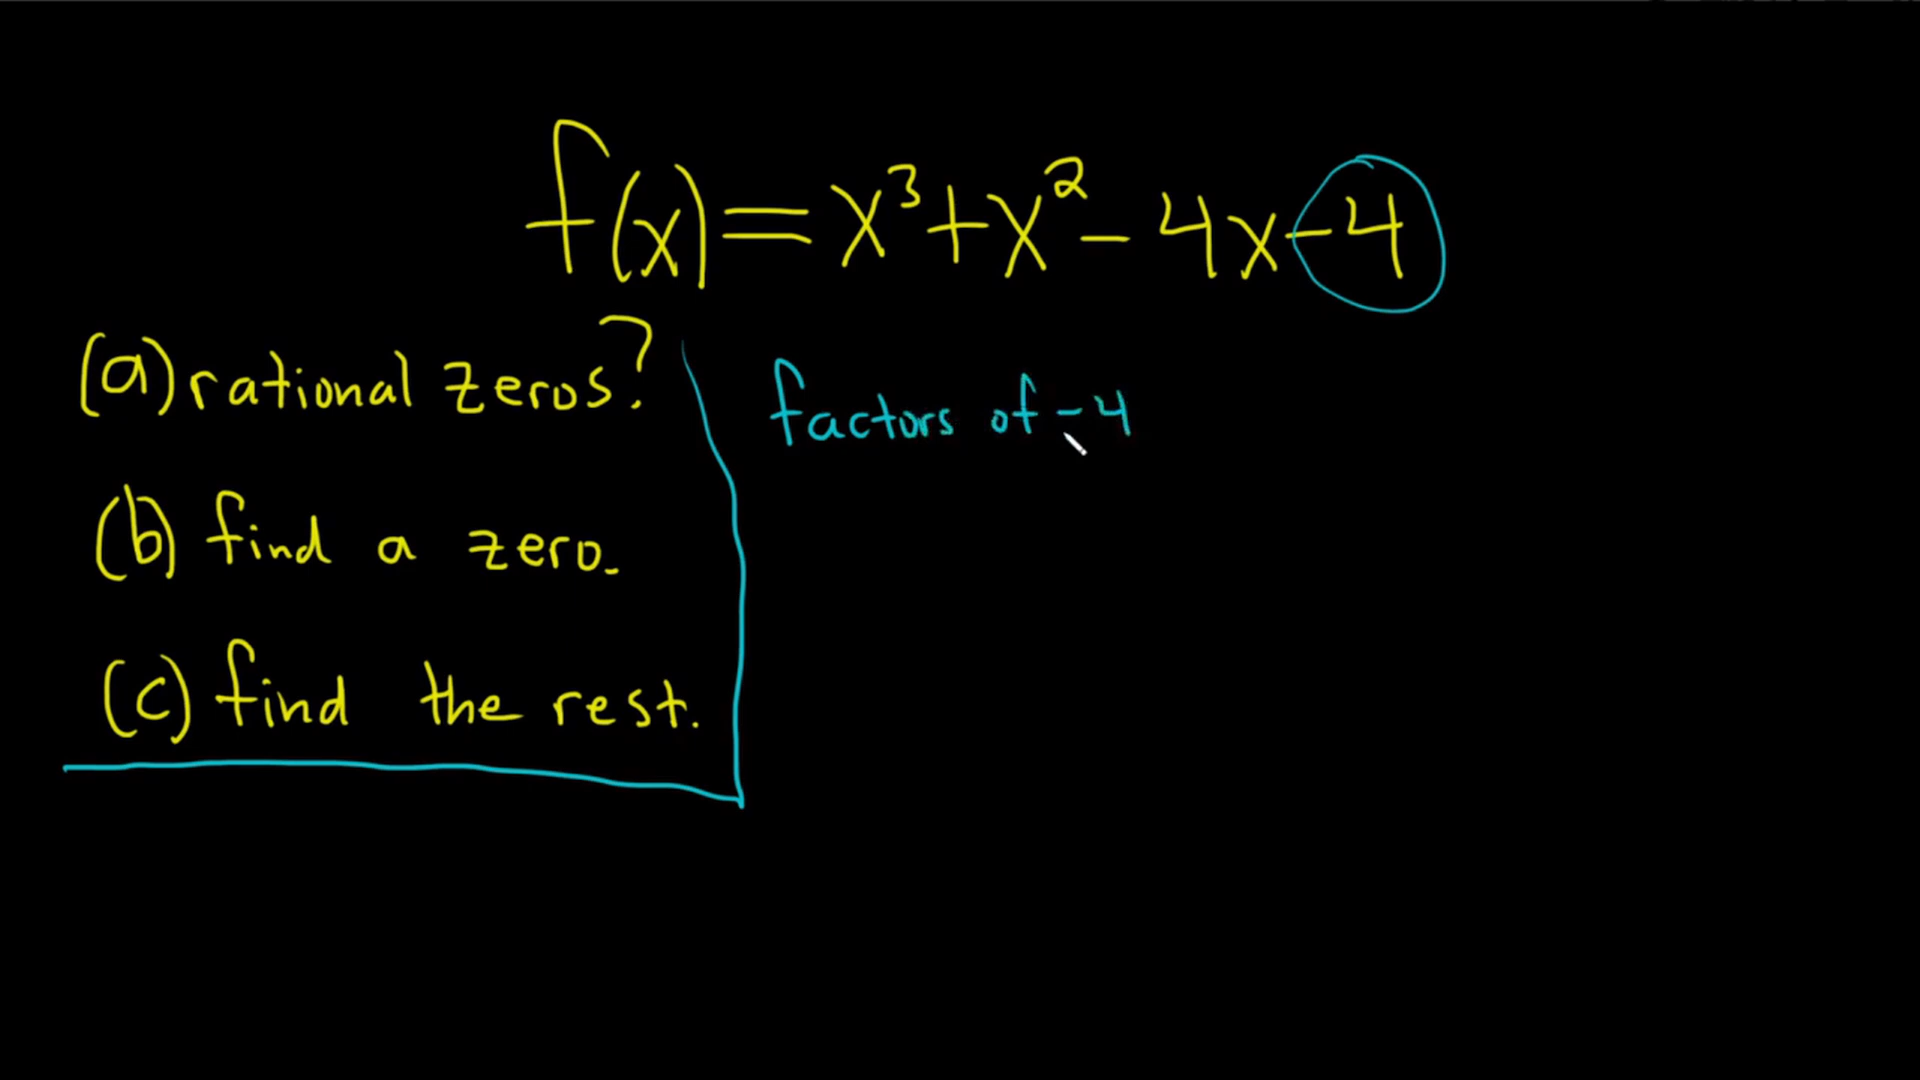 f(x) = x³ + x² - 4x - 4
(a) rational zeros?
factors of -4
(b) find a zero.
(c) find the rest.